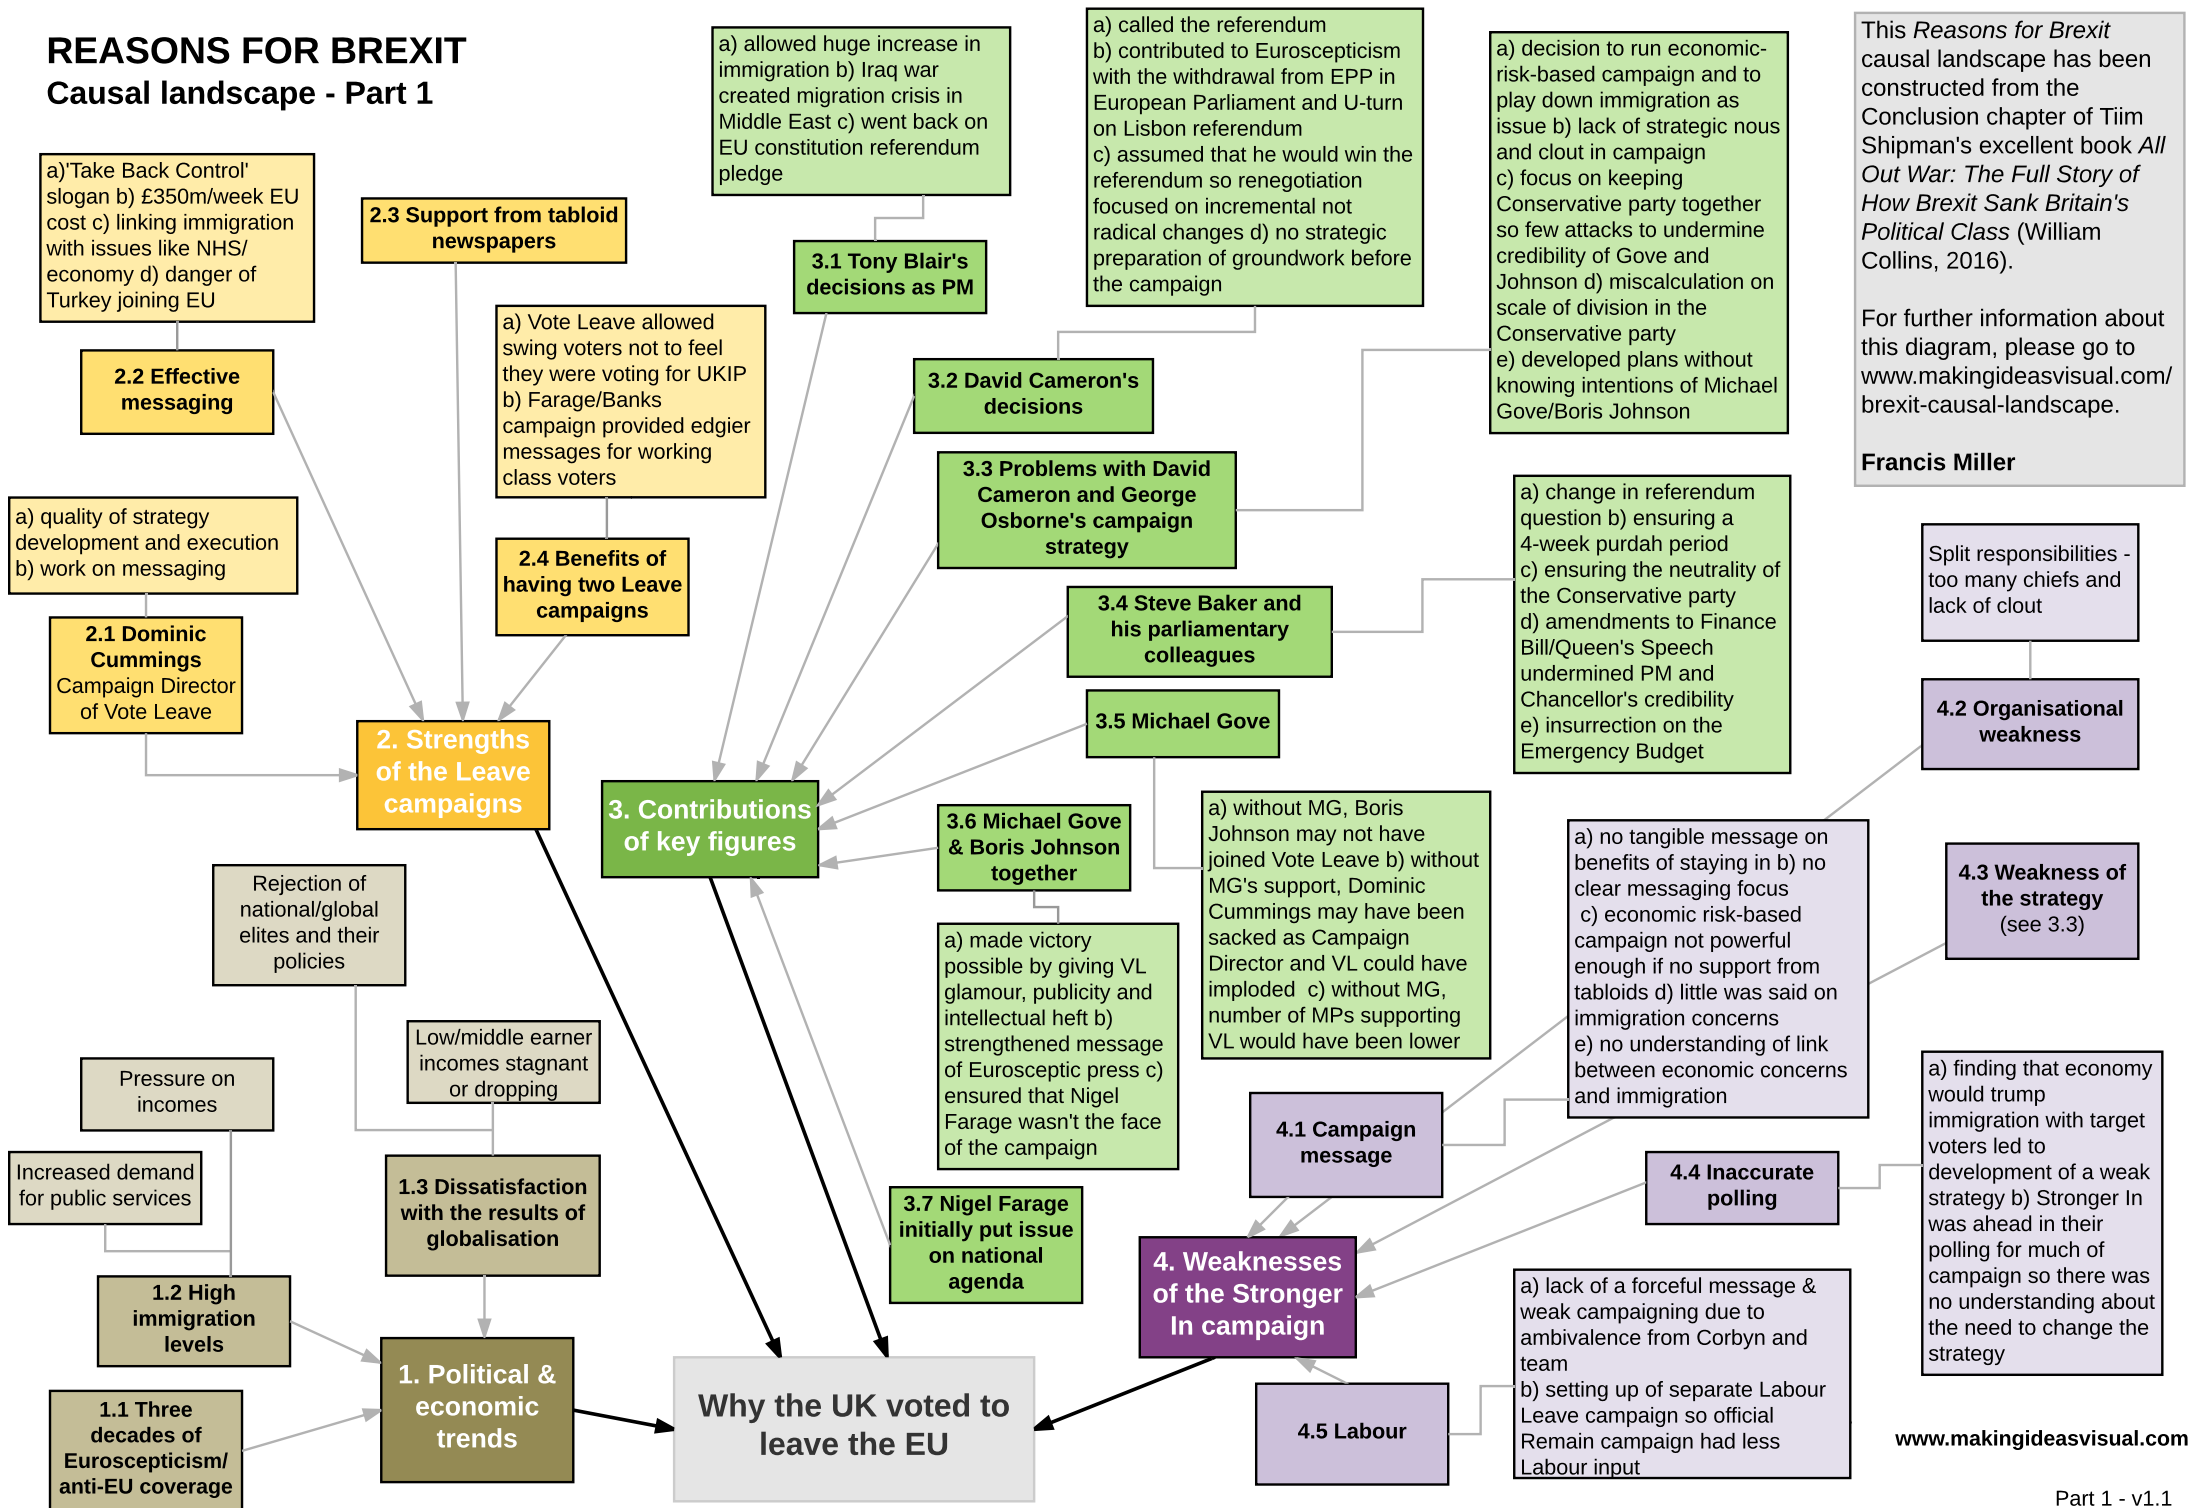 REASONS FOR BREXIT
Causal landscape - Part 1
a)'Take Back Control'
slogan b) £350m/week EU
cost c) linking immigration
with issues like NHS/
economy d) danger of
Turkey joining EU
2.2 Effective
messaging
2.3 Support from tabloid
newspapers
a) Vote Leave allowed
swing voters not to feel
they were voting for UKIP
b) Farage/Banks
campaign provided edgier
messages for working
class voters
2.4 Benefits of
having two Leave
campaigns
a) quality of strategy
development and execution
b) work on messaging
2.1 Dominic
Cummings
Campaign Director
of Vote Leave
2. Strengths
of the Leave
campaigns
a) allowed huge increase in
immigration b) Iraq war
created migration crisis in
Middle East c) went back on
EU constitution referendum
pledge
3.1 Tony Blair's
decisions as PM
a) called the referendum
b) contributed to Euroscepticism
with the withdrawal from EPP in
European Parliament and U-turn
on Lisbon referendum
c) assumed that he would win the
referendum so renegotiation
focused on incremental not
radical changes d) no strategic
preparation of groundwork before
the campaign
3.2 David Cameron's
decisions
a) decision to run economic-
risk-based campaign and to
play down immigration as
issue b) lack of strategic nous
and clout in campaign
c) focus on keeping
Conservative party together
so few attacks to undermine
credibility of Gove and
Johnson d) miscalculation on
scale of division in the
Conservative party
e) developed plans without
knowing intentions of Michael
Gove/Boris Johnson
3.3 Problems with David
Cameron and George
Osborne's campaign
strategy
a) change in referendum
question b) ensuring a
4-week purdah period
c) ensuring the neutrality of
the Conservative party
d) amendments to Finance
Bill/Queen's Speech
undermined PM and
Chancellor's credibility
e) insurrection on the
Emergency Budget
3.4 Steve Baker and
his parliamentary
colleagues
3.5 Michael Gove
a) without MG, Boris
Johnson may not have
joined Vote Leave b) without
MG's support, Dominic
Cummings may have been
sacked as Campaign
Director and VL could have
imploded  c) without MG,
number of MPs supporting
VL would have been lower
3. Contributions
of key figures
3.6 Michael Gove
& Boris Johnson
together
a) made victory
possible by giving VL
glamour, publicity and
intellectual heft b)
strengthened message
of Eurosceptic press c)
ensured that Nigel
Farage wasn't the face
of the campaign
3.7 Nigel Farage
initially put issue
on national
agenda
This Reasons for Brexit
causal landscape has been
constructed from the
Conclusion chapter of Tiim
Shipman's excellent book All
Out War: The Full Story of
How Brexit Sank Britain's
Political Class (William
Collins, 2016).
For further information about
this diagram, please go to
www.makingideasvisual.com/
brexit-causal-landscape.
Francis Miller
Split responsibilities -
too many chiefs and
lack of clout
4.2 Organisational
weakness
a) no tangible message on
benefits of staying in b) no
clear messaging focus
c) economic risk-based
campaign not powerful
enough if no support from
tabloids d) little was said on
immigration concerns
e) no understanding of link
between economic concerns
and immigration
4.3 Weakness of
the strategy
(see 3.3)
4.1 Campaign
message
4.4 Inaccurate
polling
a) finding that economy
would trump
immigration with target
voters led to
development of a weak
strategy b) Stronger In
was ahead in their
polling for much of
campaign so there was
no understanding about
the need to change the
strategy
4. Weaknesses
of the Stronger
In campaign
a) lack of a forceful message &
weak campaigning due to
ambivalence from Corbyn and
team
b) setting up of separate Labour
Leave campaign so official
Remain campaign had less
Labour input
4.5 Labour
Rejection of
national/global
elites and their
policies
Low/middle earner
incomes stagnant
or dropping
Pressure on
incomes
Increased demand
for public services
1.3 Dissatisfaction
with the results of
globalisation
1.2 High
immigration
levels
1.1 Three
decades of
Euroscepticism/
anti-EU coverage
1. Political &
economic
trends
Why the UK voted to
leave the EU
www.makingideasvisual.com
Part 1 - v1.1